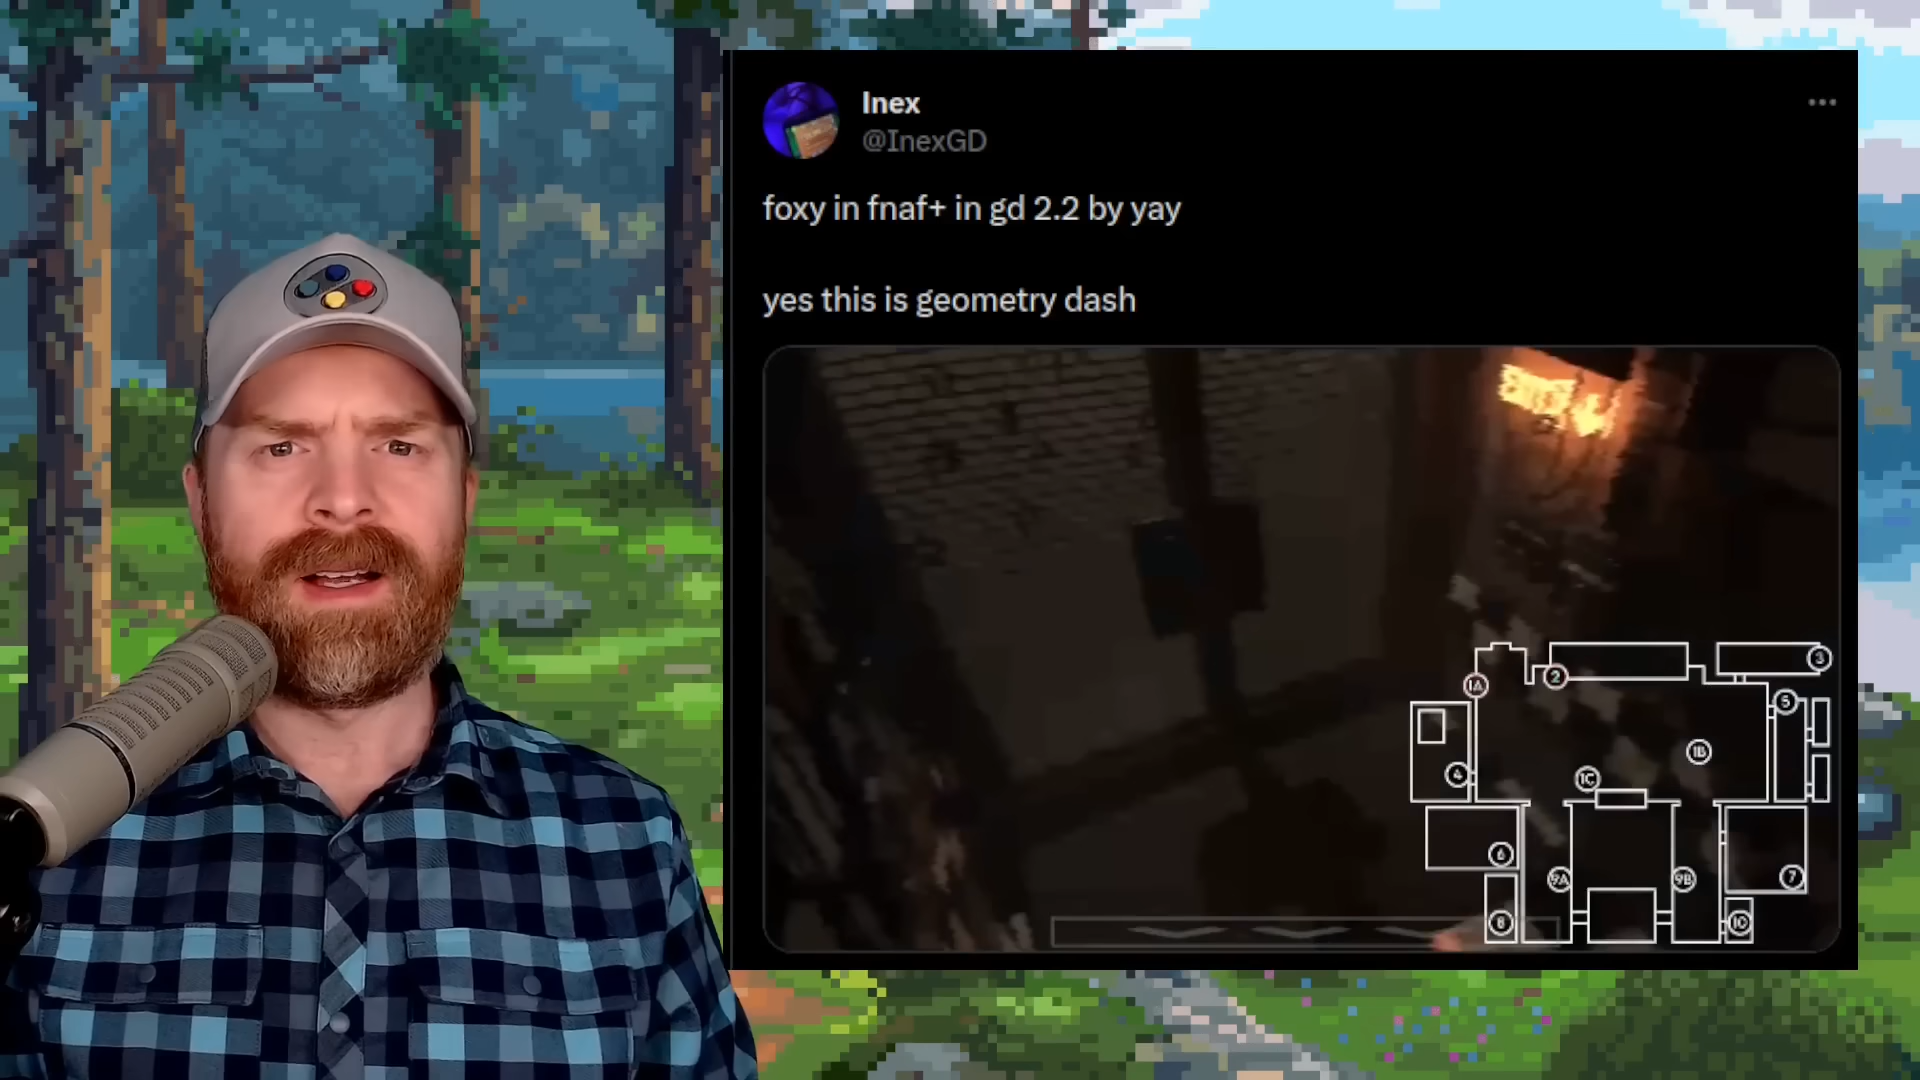 Inex
@InexGD
foxy in fnaf+ in gd 2.2 by yay
yes this is geometry dash
3
1A
2
5
1B
4
1C
6
9A
9B
7
8
10